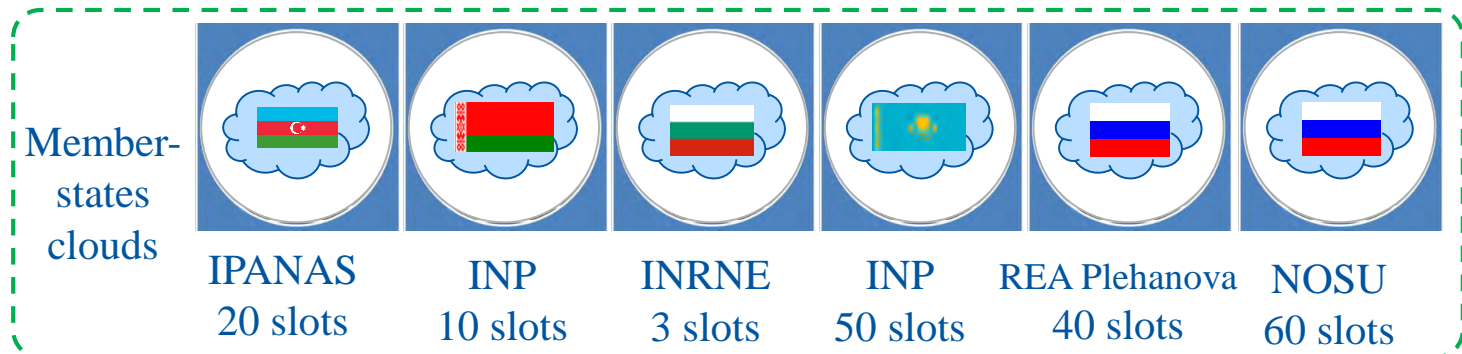 Member-
states
clouds
IPANAS
20 slots
INP
10 slots
INRNE
3 slots
INP
50 slots
REA Plehanova
40 slots
NOSU
60 slots